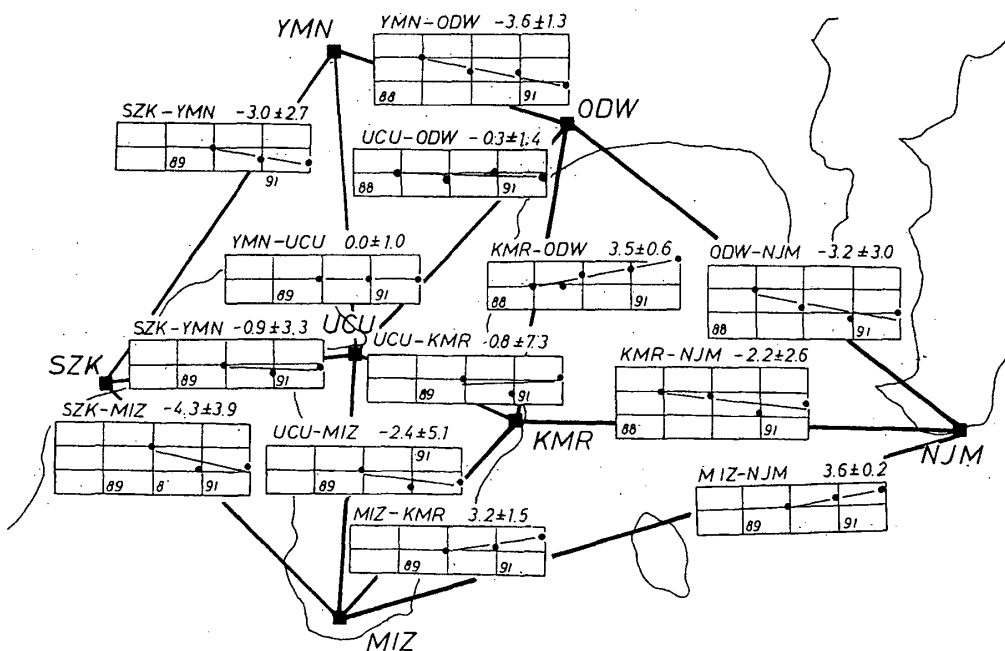 YMN
YMN-ODW -3.6±1.3
88
91
ODW
SZK-YMN -3.0±2.7
89
91
UCU-ODW -0.3±1.4
88
91
YMN-UCU 0.0±1.0
89
91
KMR-ODW 3.5±0.6
88
91
ODW-NJM -3.2±3.0
88
91
UCU
SZK-YMN -0.9±3.3
89
91
SZK
UCU-KMR -0.8±7.3
89
91
KMR-NJM -2.2±2.6
88
91
SZK-MIZ -4.3±3.9
89
8
91
UCU-MIZ -2.4±5.1
91
89
KMR
NJM
MIZ-NJM 3.6±0.2
89
91
MIZ-KMR 3.2±1.5
89
91
MIZ